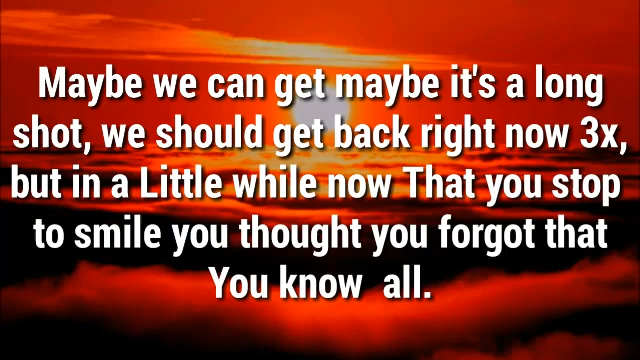 Maybe we can get maybe it's a long
shot, we should get back right now 3x,
but in a Little while now That you stop
to smile you thought you forgot that
You know all.